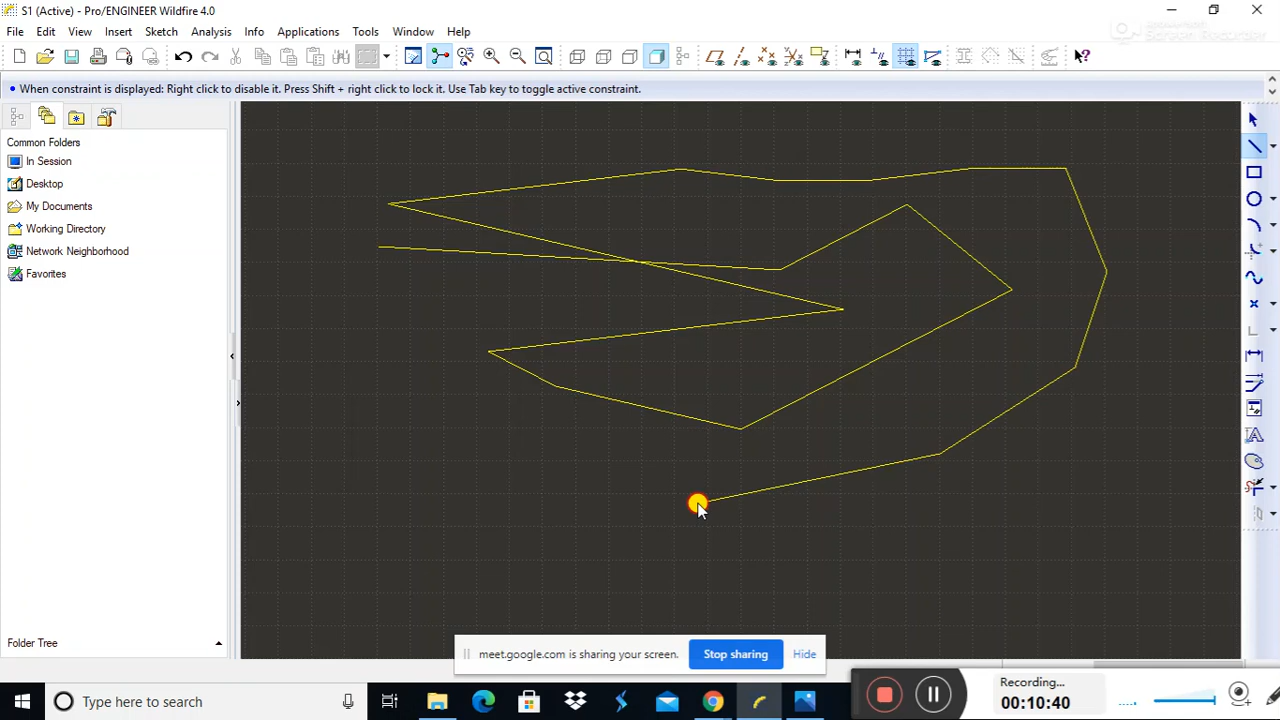 S1 (Active) - Pro/ENGINEER Wildfire 4.0
File Edit View Insert Sketch Analysis Info Applications Tools Window Help
• When constraint is displayed: Right click to disable it. Press Shift + right click to lock it. Use Tab key to toggle active constraint.
Common Folders
In Session
Desktop
My Documents
Working Directory
Network Neighborhood
Favorites
Folder Tree
meet.google.com is sharing your screen. Stop sharing Hide
Type here to search
Recording...
00:10:40